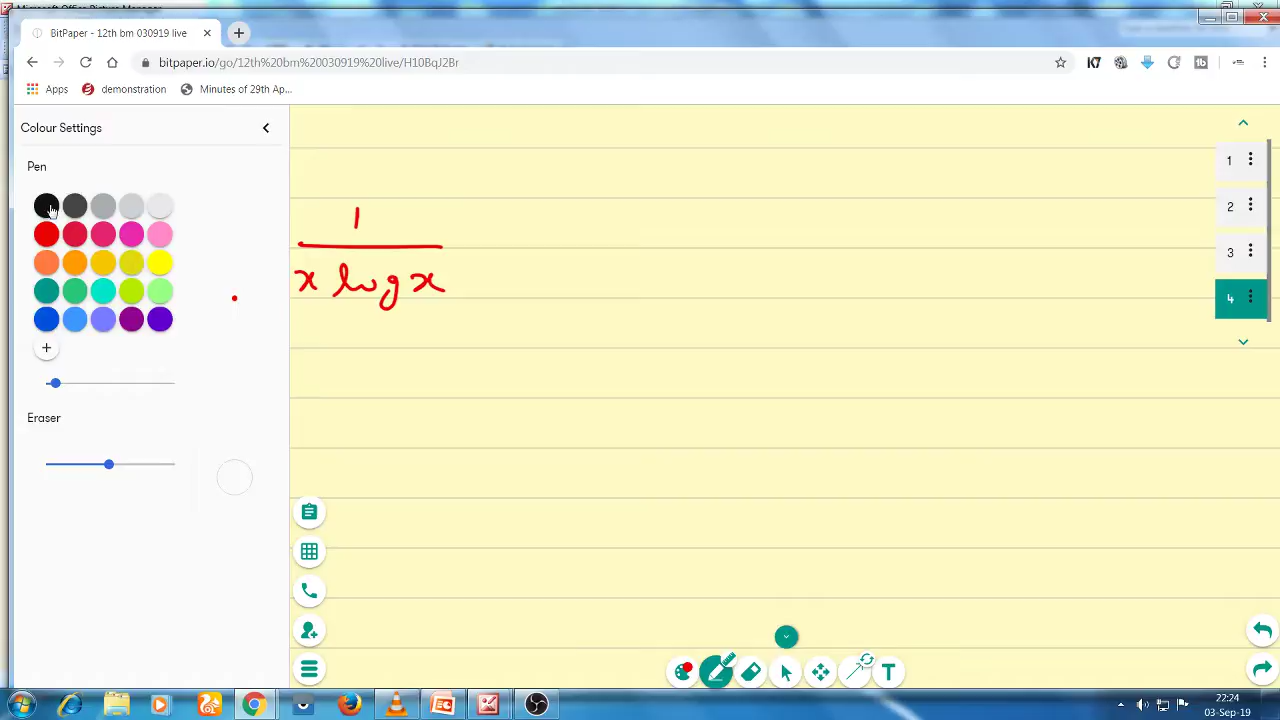 Microsoft Office Picture Manager
BitPaper - 12th bm 030919 live
bitpaper.io/go/12th%20bm%20030919%20live/H10BqJ2Br
K7
Apps
demonstration
Minutes of 29th Ap...
Colour Settings
Pen
Eraser
1
x log x
1
2
3
4
T
22:24
03-Sep-19